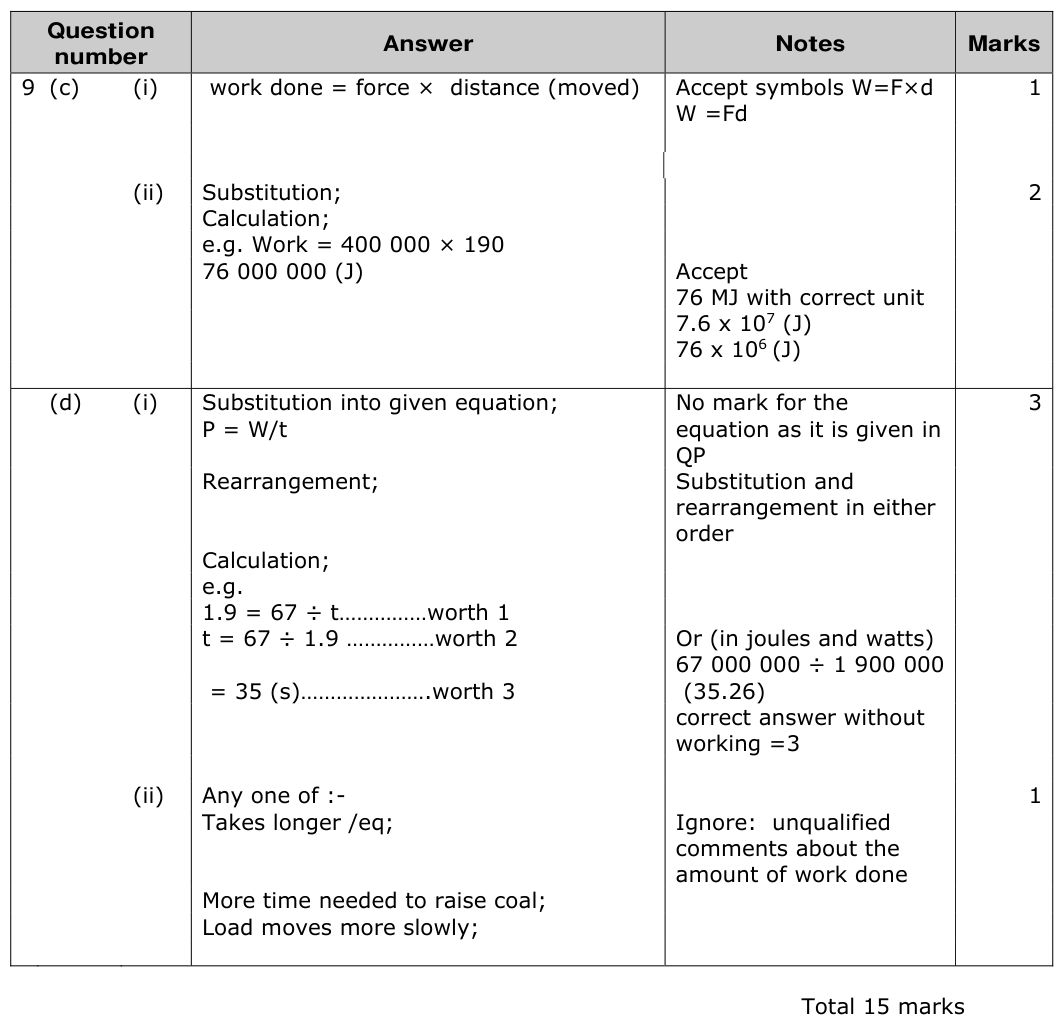 Question number Answer Notes Marks
9 (c) (i) work done = force × distance (moved) Accept symbols W=F×d 1
W =Fd
(ii) Substitution; 2
Calculation;
e.g. Work = 400 000 × 190
76 000 000 (J) Accept
76 MJ with correct unit
7.6 x 10⁷ (J)
76 x 10⁶ (J)
(d) (i) Substitution into given equation; No mark for the 3
P = W/t equation as it is given in
QP
Rearrangement; Substitution and
rearrangement in either
order
Calculation;
e.g.
1.9 = 67 ÷ t……………worth 1
t = 67 ÷ 1.9 ……………worth 2 Or (in joules and watts)
67 000 000 ÷ 1 900 000
= 35 (s)………………….worth 3 (35.26)
correct answer without
working =3
(ii) Any one of :- 1
Takes longer /eq; Ignore: unqualified
comments about the
amount of work done
More time needed to raise coal;
Load moves more slowly;
Total 15 marks